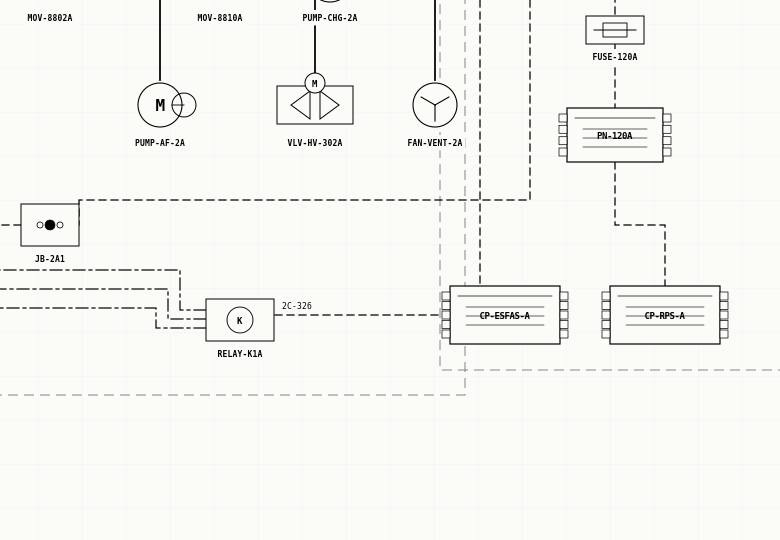 MOV-8802A
MOV-8810A
PUMP-CHG-2A
FUSE-120A
M
M
PUMP-AF-2A
VLV-HV-302A
FAN-VENT-2A
PN-120A
JB-2A1
2C-326
K
RELAY-K1A
CP-ESFAS-A
CP-RPS-A